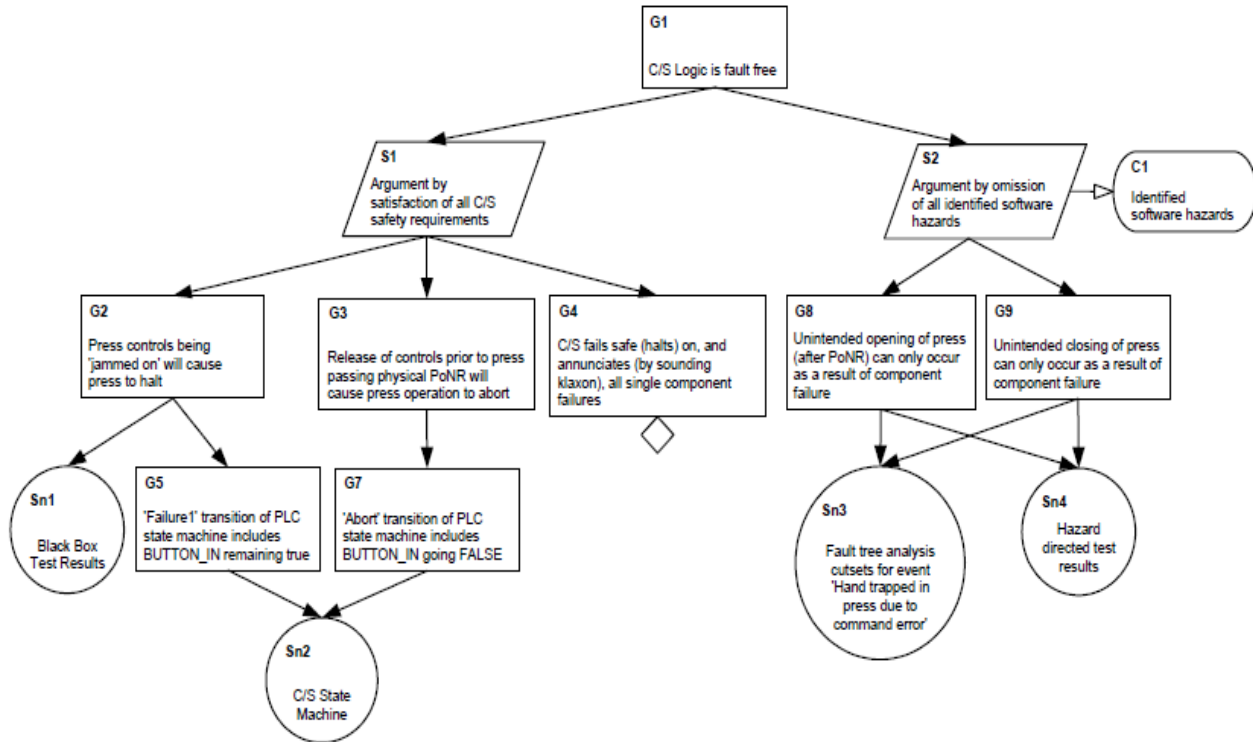 G1
C/S Logic is fault free
S1
Argument by
satisfaction of all C/S
safety requirements
S2
Argument by omission
of all identified software
hazards
C1
Identified
software hazards
G2
Press controls being
'jammed on' will cause
press to halt
G3
Release of controls prior to press
passing physical PoNR will
cause press operation to abort
G4
C/S fails safe (halts) on, and
annunciates (by sounding
klaxon), all single component
failures
G8
Unintended opening of press
(after PoNR) can only occur
as a result of component
failure
G9
Unintended closing of press
can only occur as a result of
component failure
Sn1
Black Box
Test Results
G5
'Failure1' transition of PLC
state machine includes
BUTTON_IN remaining true
G7
'Abort' transition of PLC
state machine includes
BUTTON_IN going FALSE
Sn3
Fault tree analysis
cutsets for event
'Hand trapped in
press due to
command error'
Sn4
Hazard
directed test
results
Sn2
C/S State
Machine